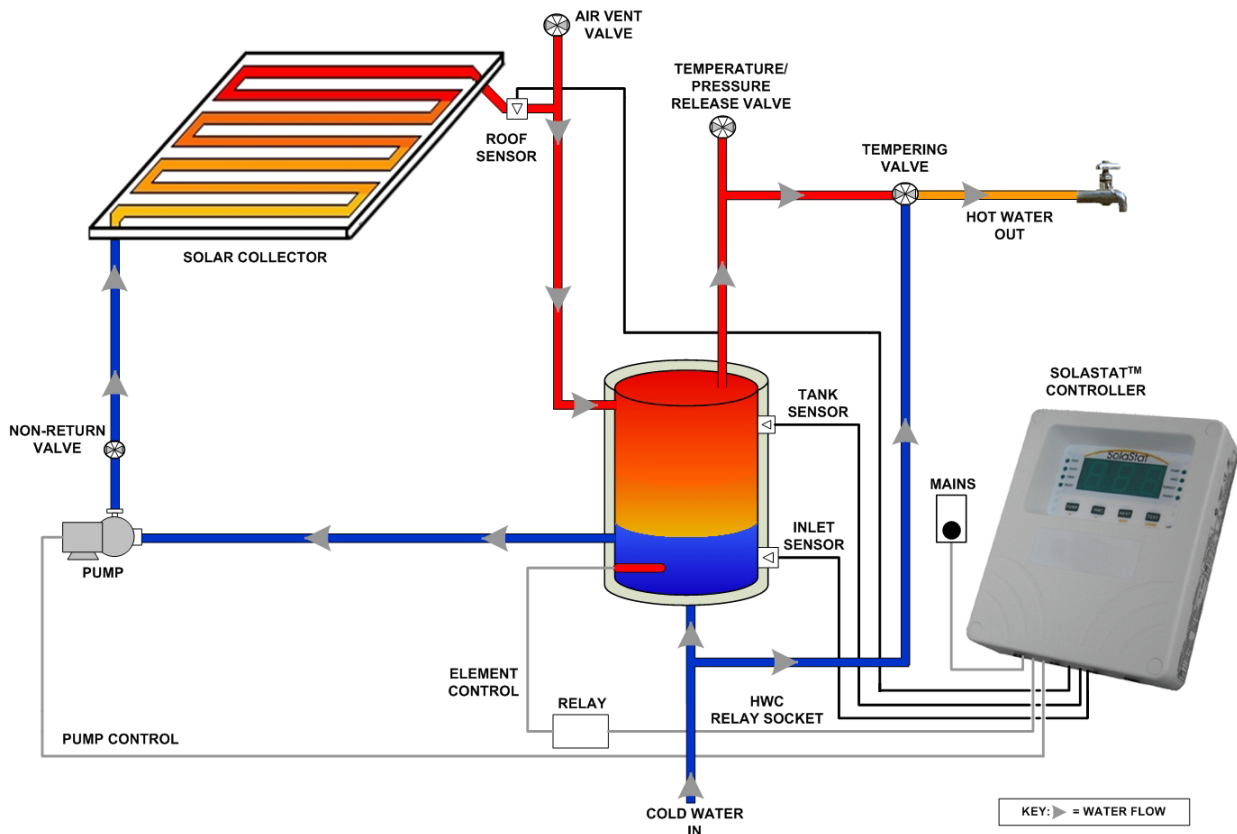 AIR VENT
VALVE
TEMPERATURE/
PRESSURE
RELEASE VALVE
ROOF
SENSOR
TEMPERING
VALVE
HOT WATER
OUT
SOLAR COLLECTOR
SOLASTAT™
CONTROLLER
TANK
SENSOR
NON-RETURN
VALVE
SolaStat
MAINS
INLET
SENSOR
PUMP
ELEMENT
CONTROL
RELAY
HWC
RELAY SOCKET
PUMP CONTROL
COLD WATER
IN
KEY: = WATER FLOW